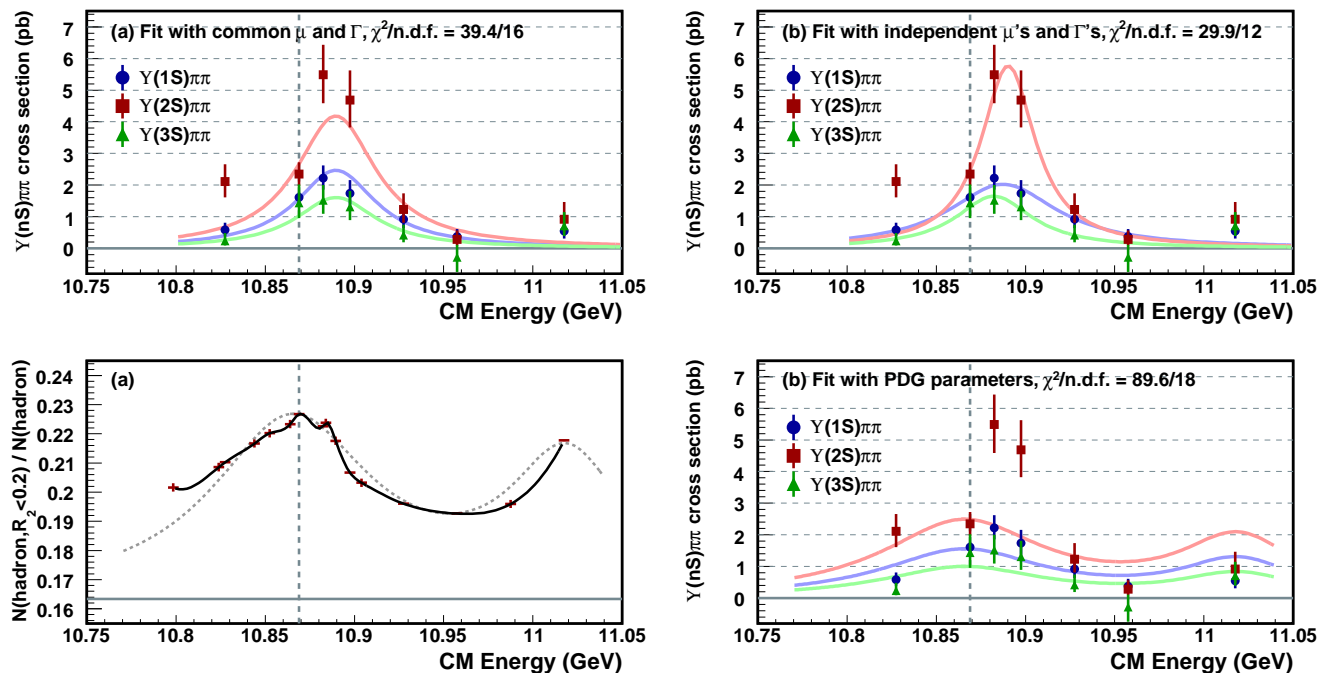 (a) Fit with common μ and Γ, χ²/n.d.f. = 39.4/16
Υ(1S)ππ
Υ(2S)ππ
Υ(3S)ππ
Υ(nS)ππ cross section (pb)
7
6
5
4
3
2
1
0
10.75 10.8 10.85 10.9 10.95 11 11.05
CM Energy (GeV)
(b) Fit with independent μ's and Γ's, χ²/n.d.f. = 29.9/12
Υ(1S)ππ
Υ(2S)ππ
Υ(3S)ππ
Υ(nS)ππ cross section (pb)
7
6
5
4
3
2
1
0
10.75 10.8 10.85 10.9 10.95 11 11.05
CM Energy (GeV)
(a)
N(hadron,R_2<0.2) / N(hadron)
0.24
0.23
0.22
0.21
0.2
0.19
0.18
0.17
0.16
10.75 10.8 10.85 10.9 10.95 11 11.05
CM Energy (GeV)
(b) Fit with PDG parameters, χ²/n.d.f. = 89.6/18
Υ(1S)ππ
Υ(2S)ππ
Υ(3S)ππ
Υ(nS)ππ cross section (pb)
7
6
5
4
3
2
1
0
10.75 10.8 10.85 10.9 10.95 11 11.05
CM Energy (GeV)